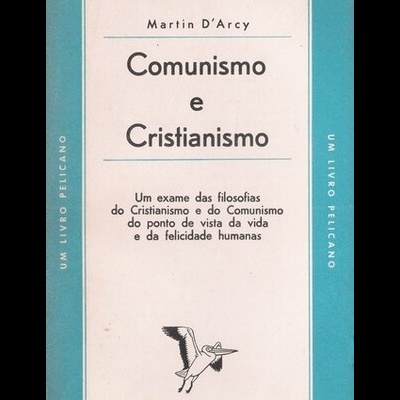 Martin D'Arcy
Comunismo
e
Cristianismo
Um exame das filosofias
do Cristianismo e do Comunismo
do ponto de vista da vida
e da felicidade humanas
UM LIVRO PELICANO
UM LIVRO PELICANO